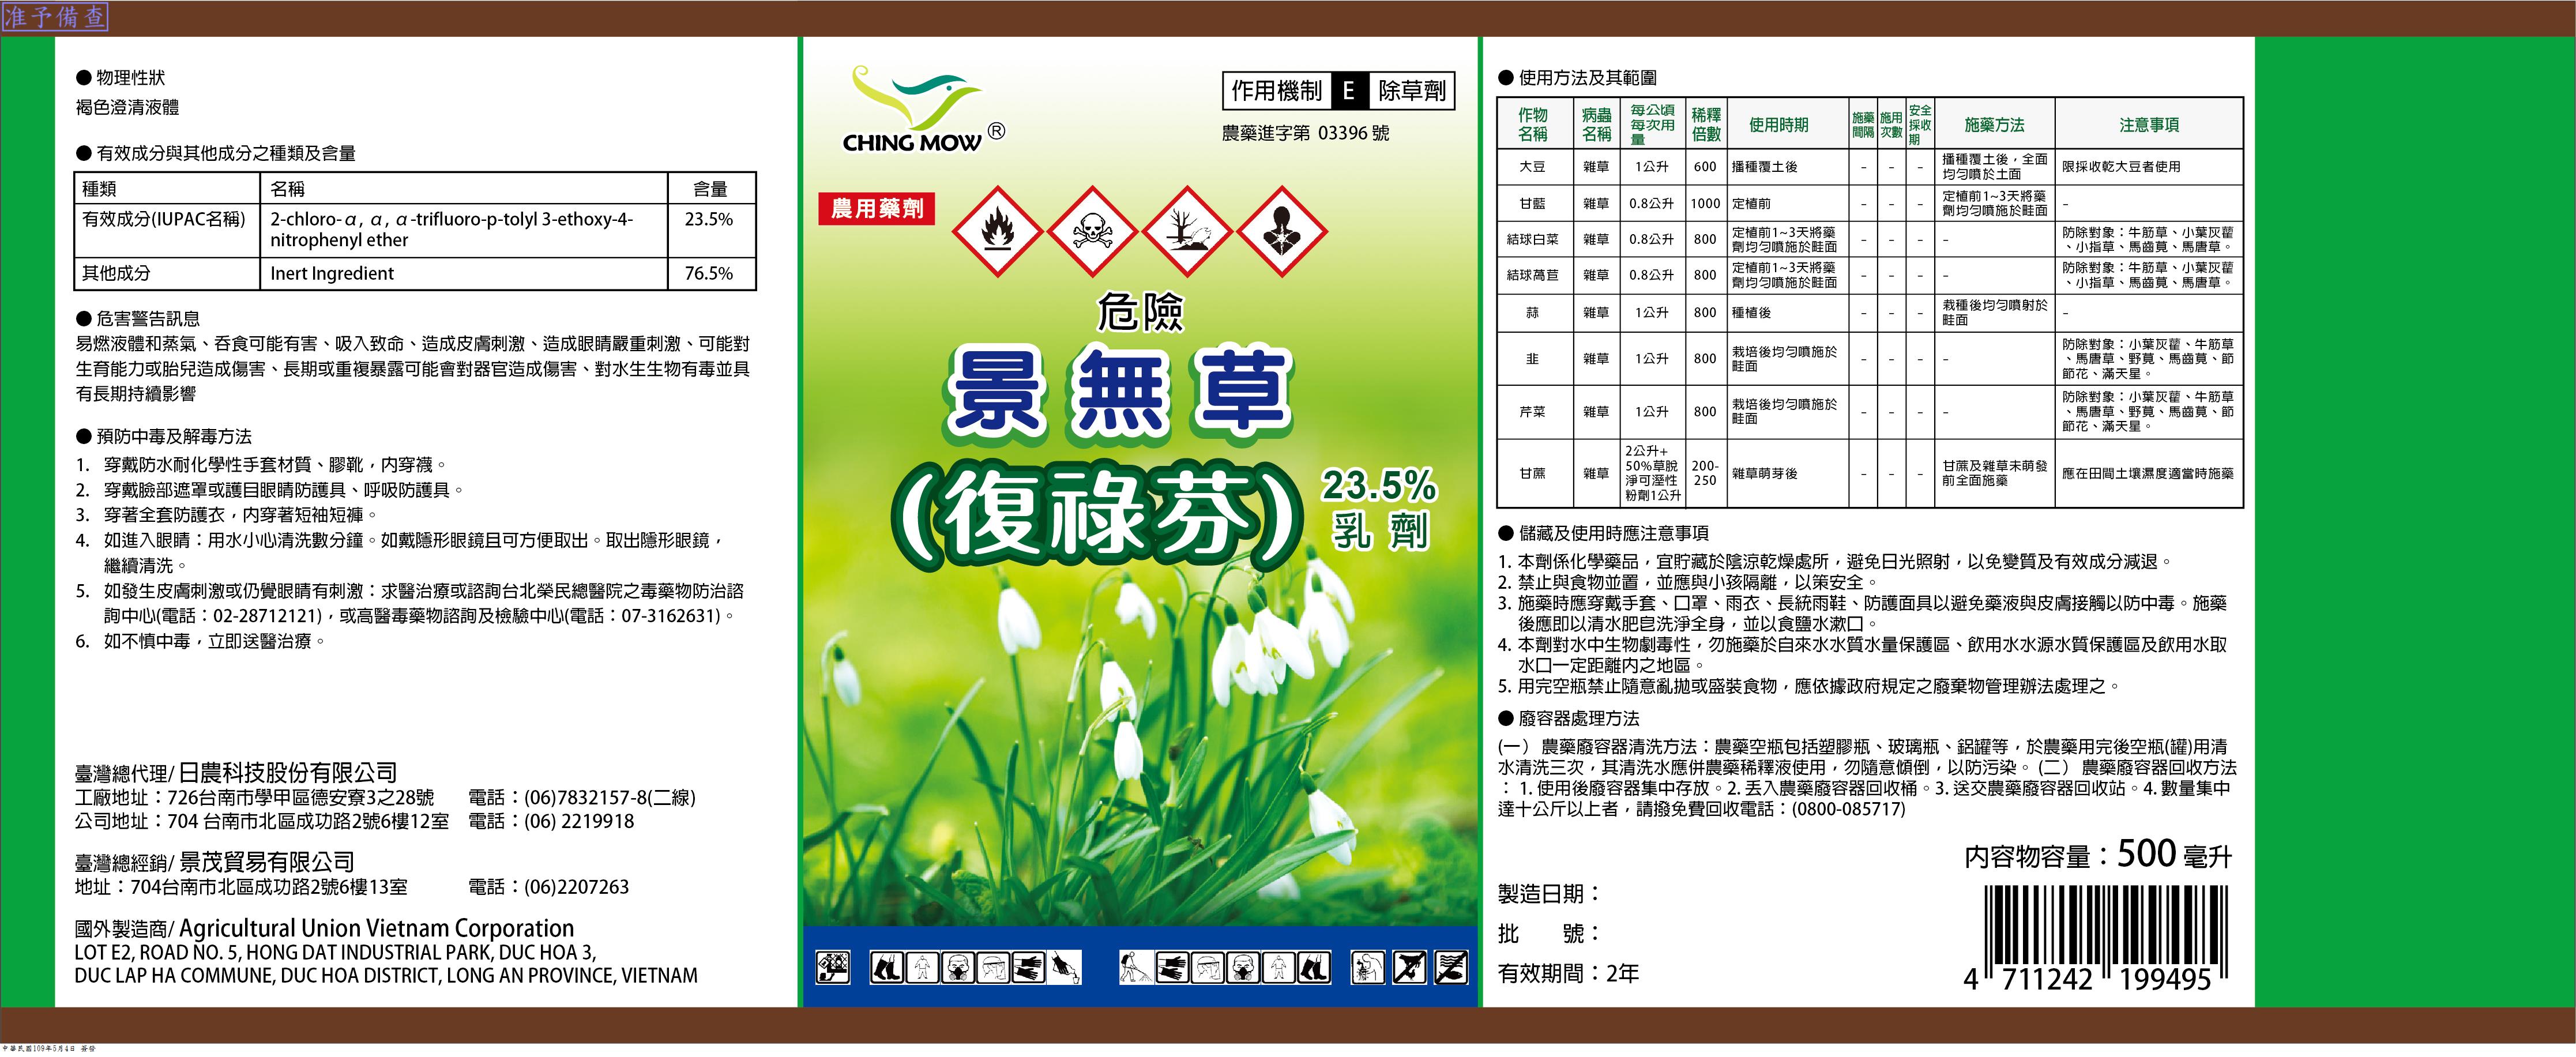 准予備查
● 物理性狀
褐色澄清液體
● 有效成分與其他成分之種類及含量
種類 名稱 含量
有效成分(IUPAC名稱) 2-chloro-α, α, α-trifluoro-p-tolyl 3-ethoxy-4-nitrophenyl ether 23.5%
其他成分 Inert Ingredient 76.5%
● 危害警告訊息
易燃液體和蒸氣、吞食可能有害、吸入致命、造成皮膚刺激、造成眼睛嚴重刺激、可能對
生育能力或胎兒造成傷害、長期或重複暴露可能會對器官造成傷害、對水生生物有毒並具
有長期持續影響
● 預防中毒及解毒方法
1. 穿戴防水耐化學性手套材質、膠靴，內穿襪。
2. 穿戴臉部遮罩或護目眼睛防護具、呼吸防護具。
3. 穿著全套防護衣，內穿著短袖短褲。
4. 如進入眼睛：用水小心清洗數分鐘。如戴隱形眼鏡且可方便取出。取出隱形眼鏡，
繼續清洗。
5. 如發生皮膚刺激或仍覺眼睛有刺激：求醫治療或諮詢台北榮民總醫院之毒藥物防治諮
詢中心(電話：02-28712121)，或高醫毒藥物諮詢及檢驗中心(電話：07-3162631)。
6. 如不慎中毒，立即送醫治療。
臺灣總代理/ 日農科技股份有限公司
工廠地址：726台南市學甲區德安寮3之28號 電話：(06)7832157-8(二線)
公司地址：704 台南市北區成功路2號6樓12室 電話：(06) 2219918
臺灣總經銷/ 景茂貿易有限公司
地址：704台南市北區成功路2號6樓13室 電話：(06)2207263
國外製造商/ Agricultural Union Vietnam Corporation
LOT E2, ROAD NO. 5, HONG DAT INDUSTRIAL PARK, DUC HOA 3,
DUC LAP HA COMMUNE, DUC HOA DISTRICT, LONG AN PROVINCE, VIETNAM
CHING MOW ®
作用機制 E 除草劑
農藥進字第 03396 號
農用藥劑
危險
景無草
(復祿芬)
23.5%
乳 劑
● 使用方法及其範圍
作物名稱 病蟲名稱 每公頃每次用量 稀釋倍數 使用時期 施藥間隔 施用次數 安全採收期 施藥方法 注意事項
大豆 雜草 1公升 600 播種覆土後 – – – 播種覆土後，全面均勻噴於土面 限採收乾大豆者使用
甘藍 雜草 0.8公升 1000 定植前 – – – 定植前1~3天將藥劑均勻噴施於畦面 –
結球白菜 雜草 0.8公升 800 定植前1~3天將藥劑均勻噴施於畦面 – – – – 防除對象：牛筋草、小葉灰藋、小指草、馬齒莧、馬唐草。
結球萵苣 雜草 0.8公升 800 定植前1~3天將藥劑均勻噴施於畦面 – – – – 防除對象：牛筋草、小葉灰藋、小指草、馬齒莧、馬唐草。
蒜 雜草 1公升 800 種植後 – – – 栽種後均勻噴射於畦面 –
韭 雜草 1公升 800 栽培後均勻噴施於畦面 – – – – 防除對象：小葉灰藋、牛筋草、馬唐草、野莧、馬齒莧、節節花、滿天星。
芹菜 雜草 1公升 800 栽培後均勻噴施於畦面 – – – – 防除對象：小葉灰藋、牛筋草、馬唐草、野莧、馬齒莧、節節花、滿天星。
甘蔗 雜草 2公升+50%草脫淨可溼性粉劑1公升 200-250 雜草萌芽後 – – – 甘蔗及雜草未萌發前全面施藥 應在田間土壤濕度適當時施藥
● 儲藏及使用時應注意事項
1. 本劑係化學藥品，宜貯藏於陰涼乾燥處所，避免日光照射，以免變質及有效成分減退。
2. 禁止與食物並置，並應與小孩隔離，以策安全。
3. 施藥時應穿戴手套、口罩、雨衣、長統雨鞋、防護面具以避免藥液與皮膚接觸以防中毒。施藥
後應即以清水肥皂洗淨全身，並以食鹽水漱口。
4. 本劑對水中生物劇毒性，勿施藥於自來水水質水量保護區、飲用水水源水質保護區及飲用水取
水口一定距離內之地區。
5. 用完空瓶禁止隨意亂拋或盛裝食物，應依據政府規定之廢棄物管理辦法處理之。
● 廢容器處理方法
(一） 農藥廢容器清洗方法：農藥空瓶包括塑膠瓶、玻璃瓶、鋁罐等，於農藥用完後空瓶(罐)用清
水清洗三次，其清洗水應併農藥稀釋液使用，勿隨意傾倒，以防污染。 (二） 農藥廢容器回收方法
：1. 使用後廢容器集中存放。2. 丟入農藥廢容器回收桶。3. 送交農藥廢容器回收站。4. 數量集中
達十公斤以上者，請撥免費回收電話：(0800-085717)
內容物容量：500 毫升
製造日期：
批 號：
有效期間：2年
4 711242 199495
中華民國109年5月4日 簽發